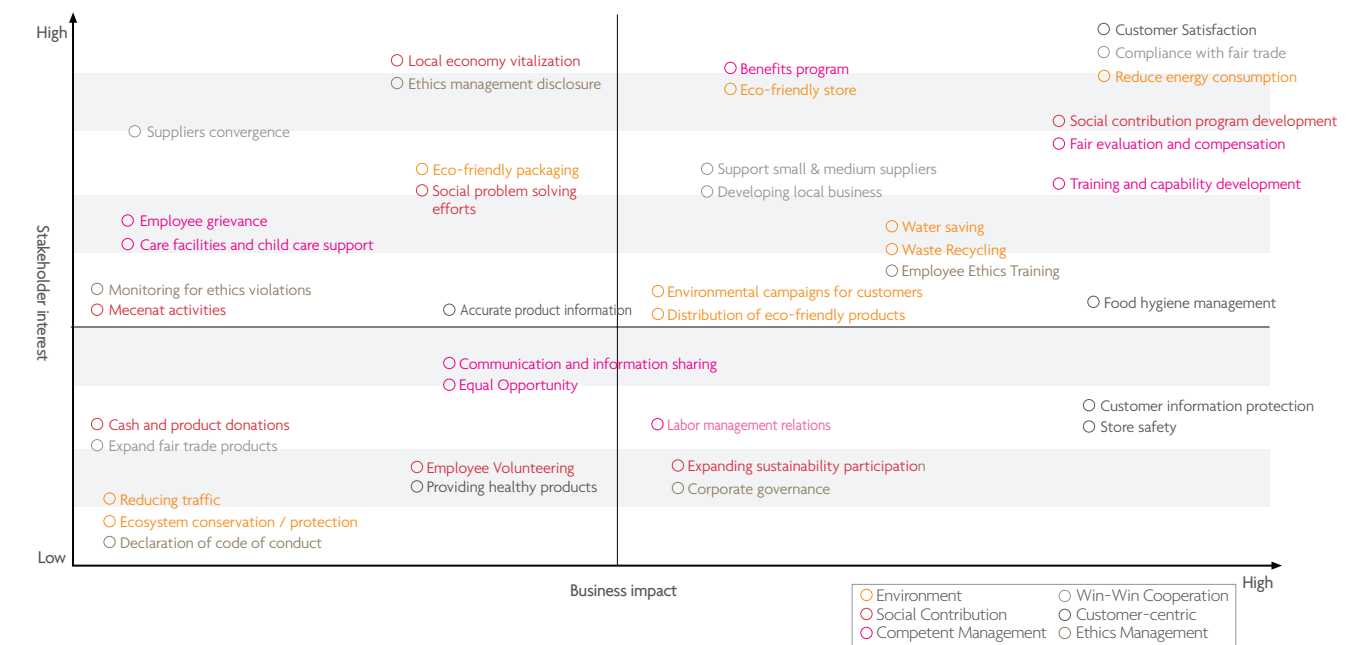 High
Customer Satisfaction
Compliance with fair trade
Reduce energy consumption
Local economy vitalization
Ethics management disclosure
Benefits program
Eco-friendly store
Suppliers convergence
Social contribution program development
Fair evaluation and compensation
Eco-friendly packaging
Social problem solving
efforts
Support small & medium suppliers
Developing local business
Training and capability development
Employee grievance
Care facilities and child care support
Water saving
Waste Recycling
Employee Ethics Training
Stakeholder interest
Monitoring for ethics violations
Mecenat activities
Accurate product information
Environmental campaigns for customers
Distribution of eco-friendly products
Food hygiene management
Communication and information sharing
Equal Opportunity
Cash and product donations
Expand fair trade products
Labor management relations
Customer information protection
Store safety
Employee Volunteering
Providing healthy products
Expanding sustainability participation
Corporate governance
Reducing traffic
Ecosystem conservation / protection
Declaration of code of conduct
Low
Business impact
High
Environment
Win-Win Cooperation
Social Contribution
Customer-centric
Competent Management
Ethics Management